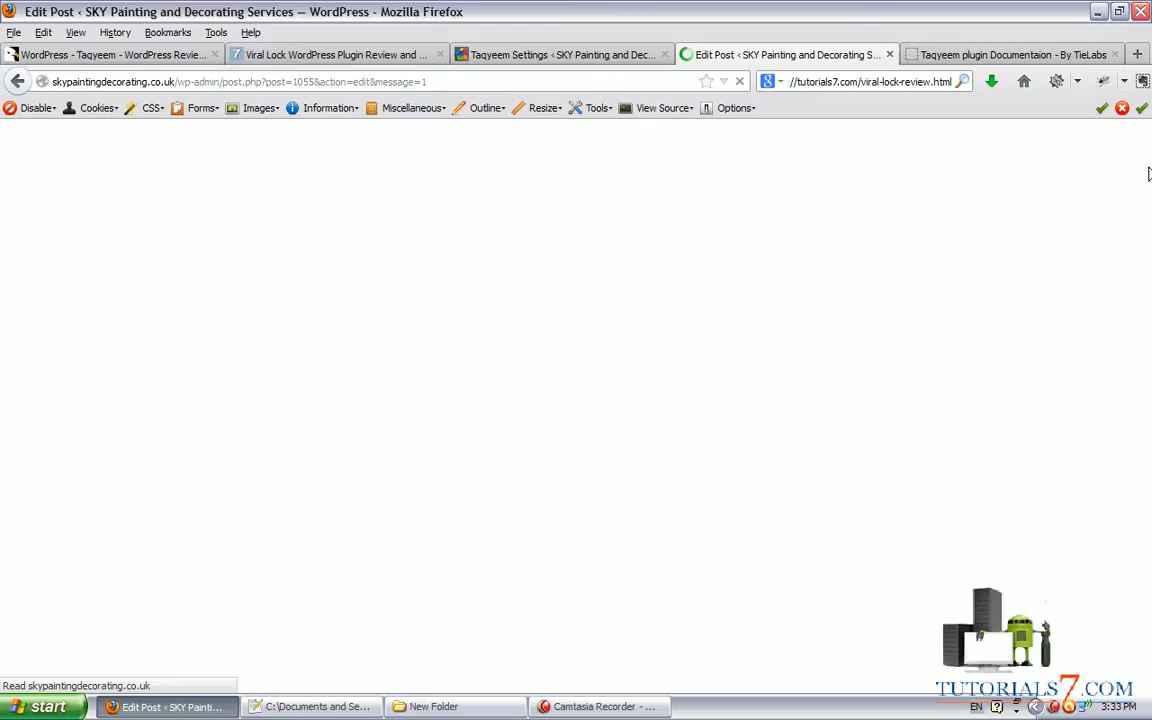 Edit Post ‹ SKY Painting and Decorating Services — WordPress - Mozilla Firefox
File Edit View History Bookmarks Tools Help
WordPress - Taqyeem - WordPress Revie... Viral Lock WordPress Plugin Review and ... Taqyeem Settings ‹ SKY Painting and Dec... Edit Post ‹ SKY Painting and Decorating S... Taqyeem plugin Documentaion - By TieLabs
skypaintingdecorating.co.uk/wp-admin/post.php?post=1055&action=edit&message=1 //tutorials7.com/viral-lock-review.html
Disable Cookies CSS Forms Images Information Miscellaneous Outline Resize Tools View Source Options
TUTORIALS7.COM
Read skypaintingdecorating.co.uk
start Edit Post ‹ SKY Painti... C:\Documents and Se... New Folder Camtasia Recorder - ... EN 3:33 PM